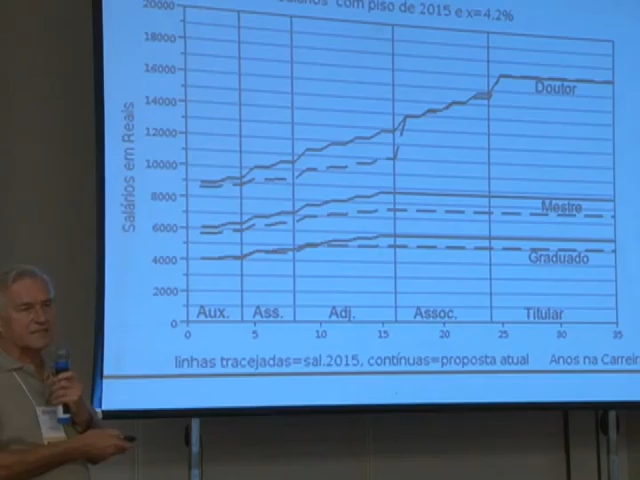 com piso de 2015 e x=4,2%
20000
18000
16000
14000
12000
10000
8000
6000
4000
2000
0
Salários em Reais
Doutor
Mestre
Graduado
Aux. Ass. Adj. Assoc. Titular
0 5 10 15 20 25 30 35
linhas tracejadas=sal.2015, contínuas=proposta atual Anos na